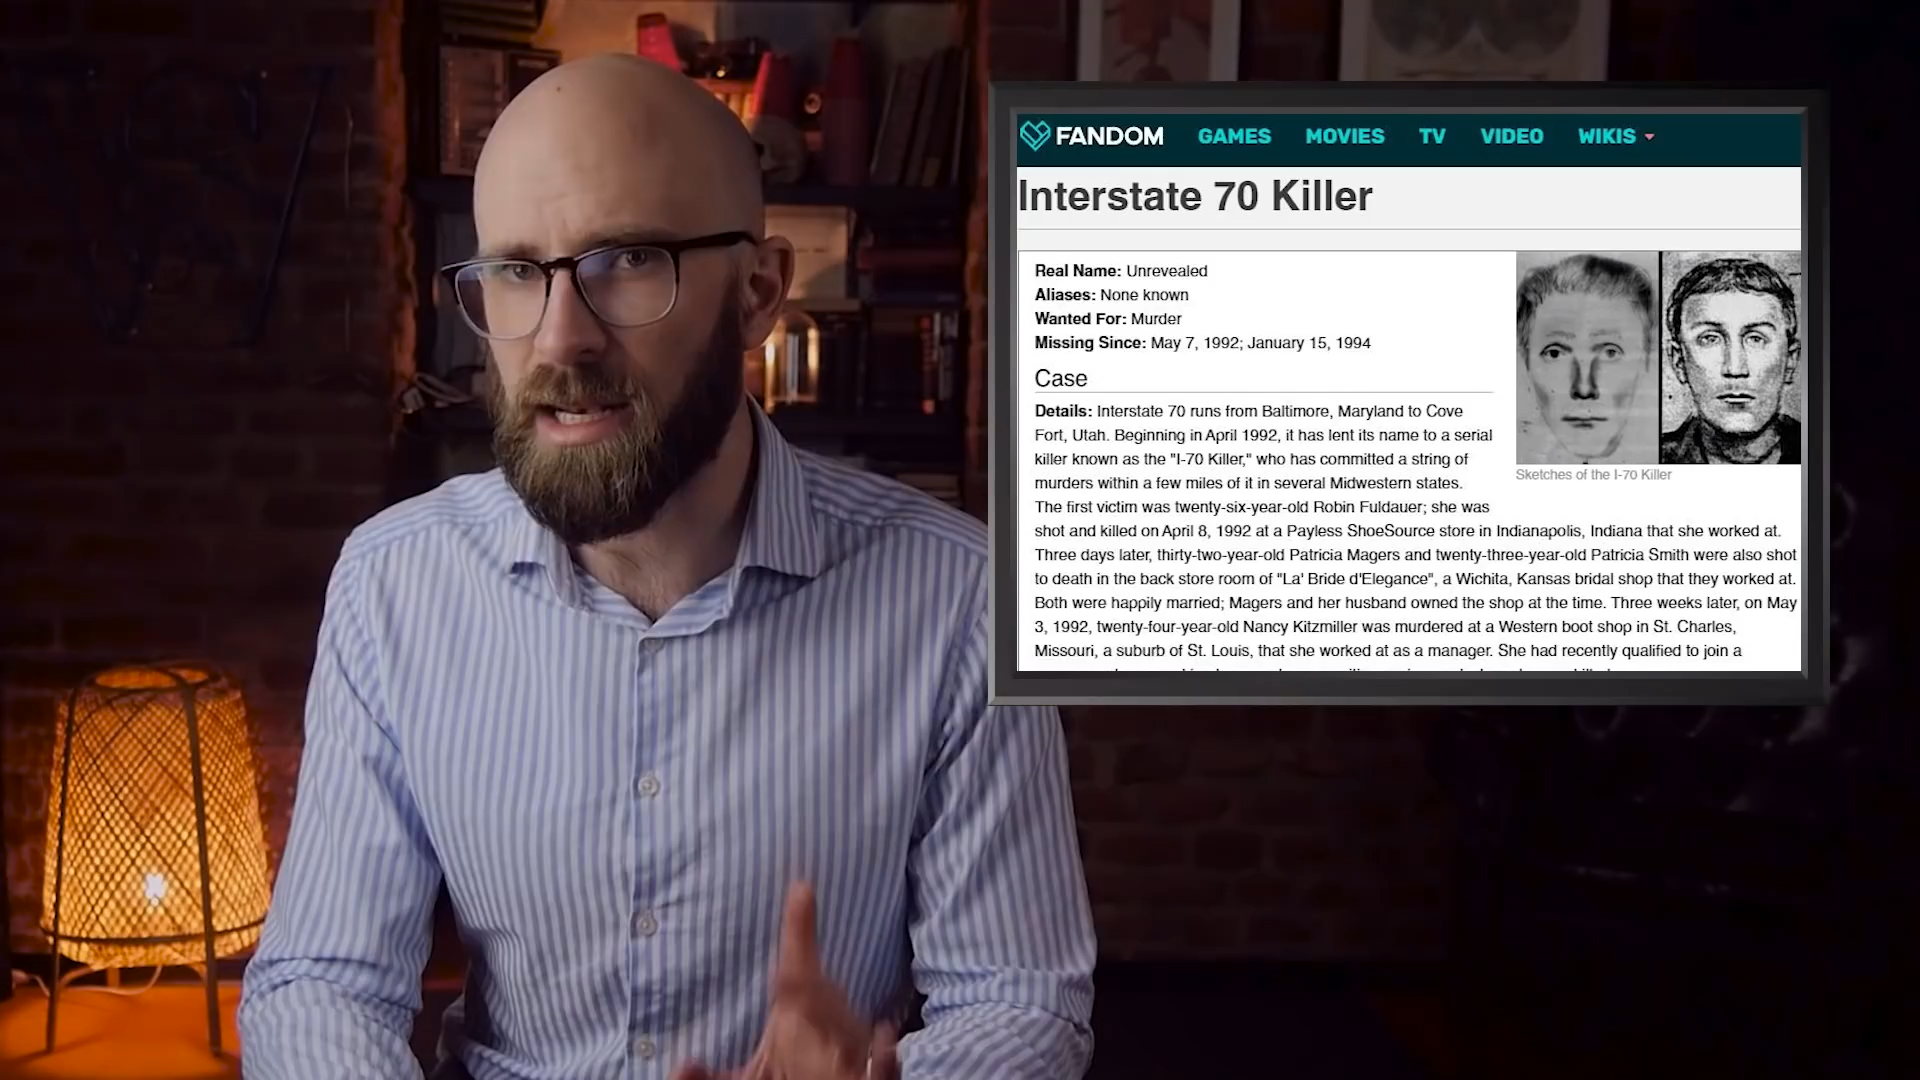 FANDOM GAMES MOVIES TV VIDEO WIKIS
Interstate 70 Killer
Real Name: Unrevealed
Aliases: None known
Wanted For: Murder
Missing Since: May 7, 1992; January 15, 1994
Case
Details: Interstate 70 runs from Baltimore, Maryland to Cove
Fort, Utah. Beginning in April 1992, it has lent its name to a serial
killer known as the "I-70 Killer," who has committed a string of
murders within a few miles of it in several Midwestern states.
The first victim was twenty-six-year-old Robin Fuldauer; she was
shot and killed on April 8, 1992 at a Payless ShoeSource store in Indianapolis, Indiana that she worked at.
Three days later, thirty-two-year-old Patricia Magers and twenty-three-year-old Patricia Smith were also shot
to death in the back store room of "La' Bride d'Elegance", a Wichita, Kansas bridal shop that they worked at.
Both were happily married; Magers and her husband owned the shop at the time. Three weeks later, on May
3, 1992, twenty-four-year-old Nancy Kitzmiller was murdered at a Western boot shop in St. Charles,
Missouri, a suburb of St. Louis, that she worked at as a manager. She had recently qualified to join a
Sketches of the I-70 Killer